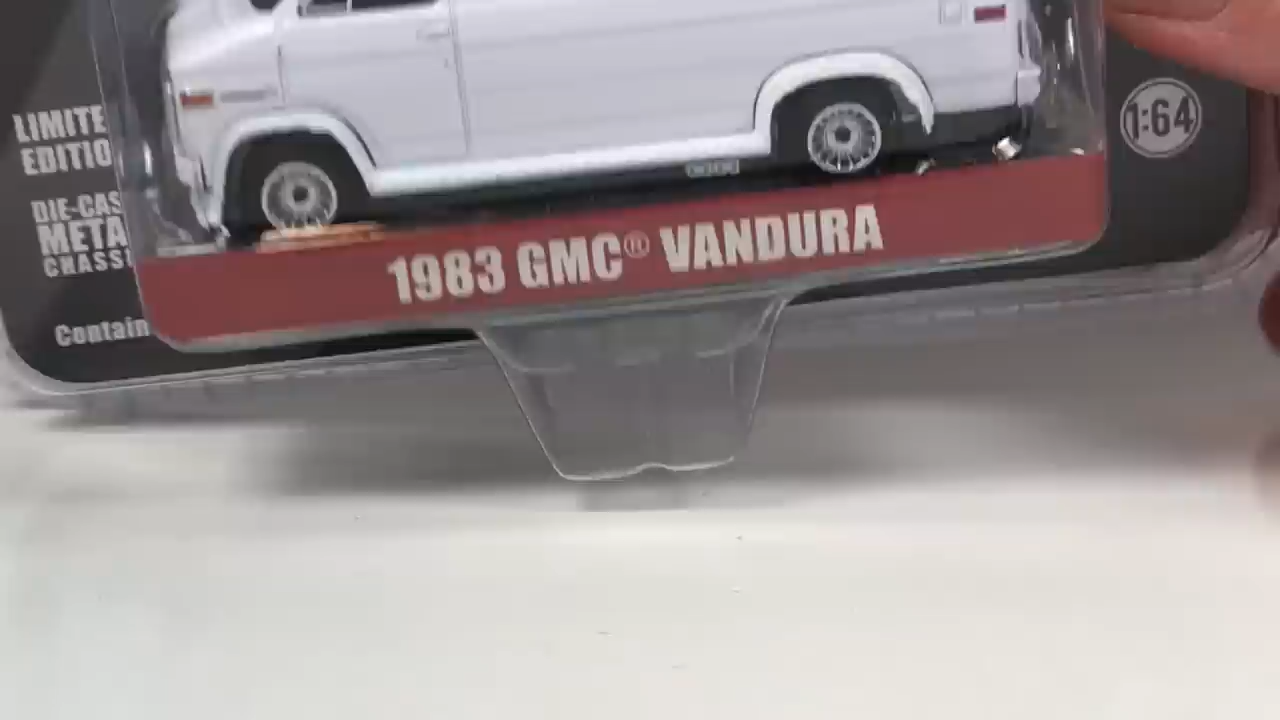 LIMITE
EDITIO
DIE-CAS
META
CHASS
Contain
1:64
1983 GMC® VANDURA